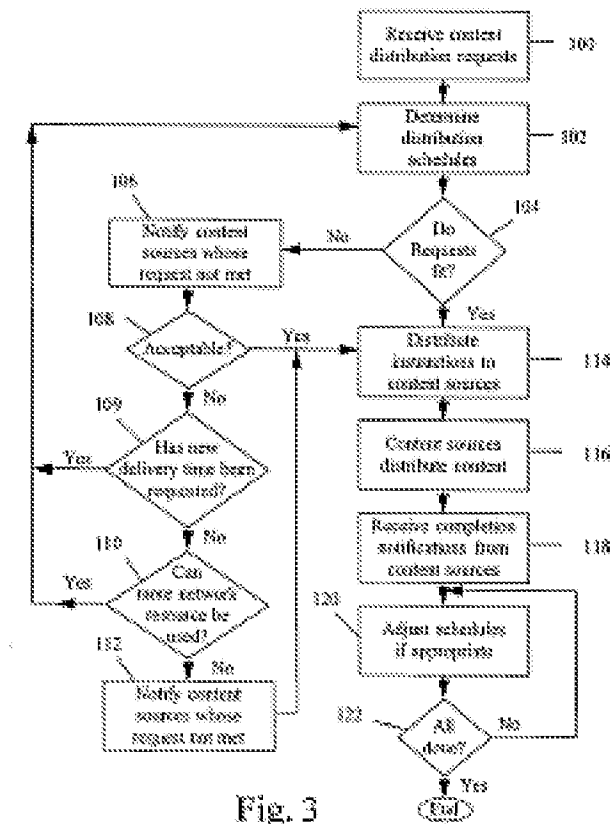 Receive content
distribution requests
100
Determine
distribution
schedules
102
106
104
Notify content
sources whose
request not met
No
Do
Requests
fit?
Yes
108
Acceptable?
Yes
Distribute
instructions to
content sources
114
No
109
Has new
delivery time been
requested?
Yes
Content sources
distribute content
116
No
110
Can
more network
resource be
used?
Yes
Receive completion
notifications from
content sources
118
120
Adjust schedules
if appropriate
No
112
Notify content
sources whose
request not met
122
All
done?
No
Yes
End
Fig. 3